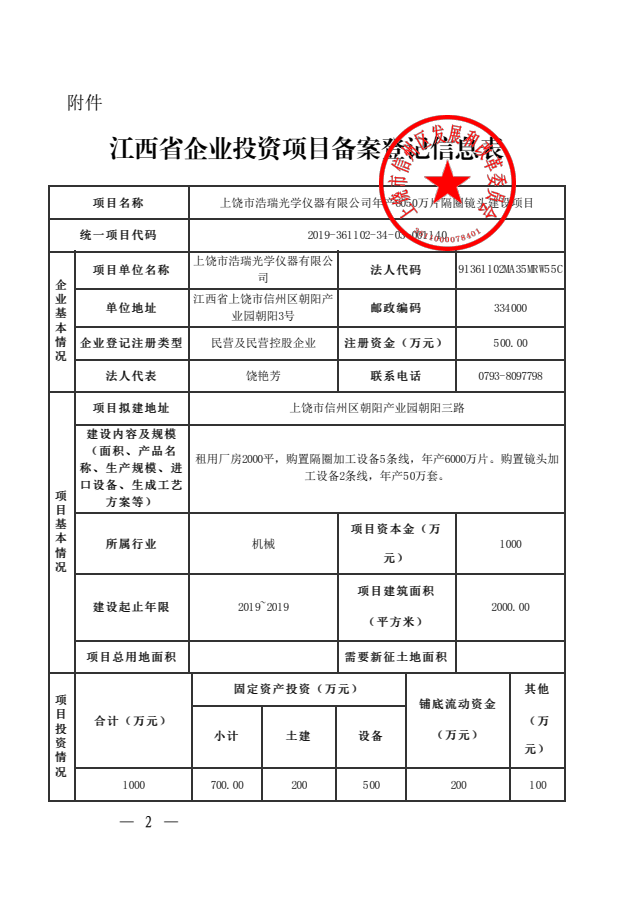 附件
江西省企业投资项目备案登记信息表
上饶市信州区发展和改革委员会
项目名称 上饶市浩瑞光学仪器有限公司年产6050万片隔圈镜头建设项目
统一项目代码 2019-361102-34-03-001140
企业基本情况
项目单位名称 上饶市浩瑞光学仪器有限公
司 法人代码 91361102MA35MRW55C
单位地址 江西省上饶市信州区朝阳产
业园朝阳3号 邮政编码 334000
企业登记注册类型 民营及民营控股企业 注册资金（万元） 500.00
法人代表 饶艳芳 联系电话 0793-8097798
项目基本情况
项目拟建地址 上饶市信州区朝阳产业园朝阳三路
建设内容及规模
（面积、产品名
称、生产规模、进
口设备、生成工艺
方案等）
租用厂房2000平，购置隔圈加工设备5条线，年产6000万片。购置镜头加
工设备2条线，年产50万套。
所属行业 机械 项目资本金（万
元） 1000
建设起止年限 2019~2019 项目建筑面积
（平方米） 2000.00
项目总用地面积 需要新征土地面积
项目投资情况
合计（万元） 固定资产投资（万元） 铺底流动资金
（万元） 其他
（万
元）
小计 土建 设备
1000 700.00 200 500 200 100
— 2 —